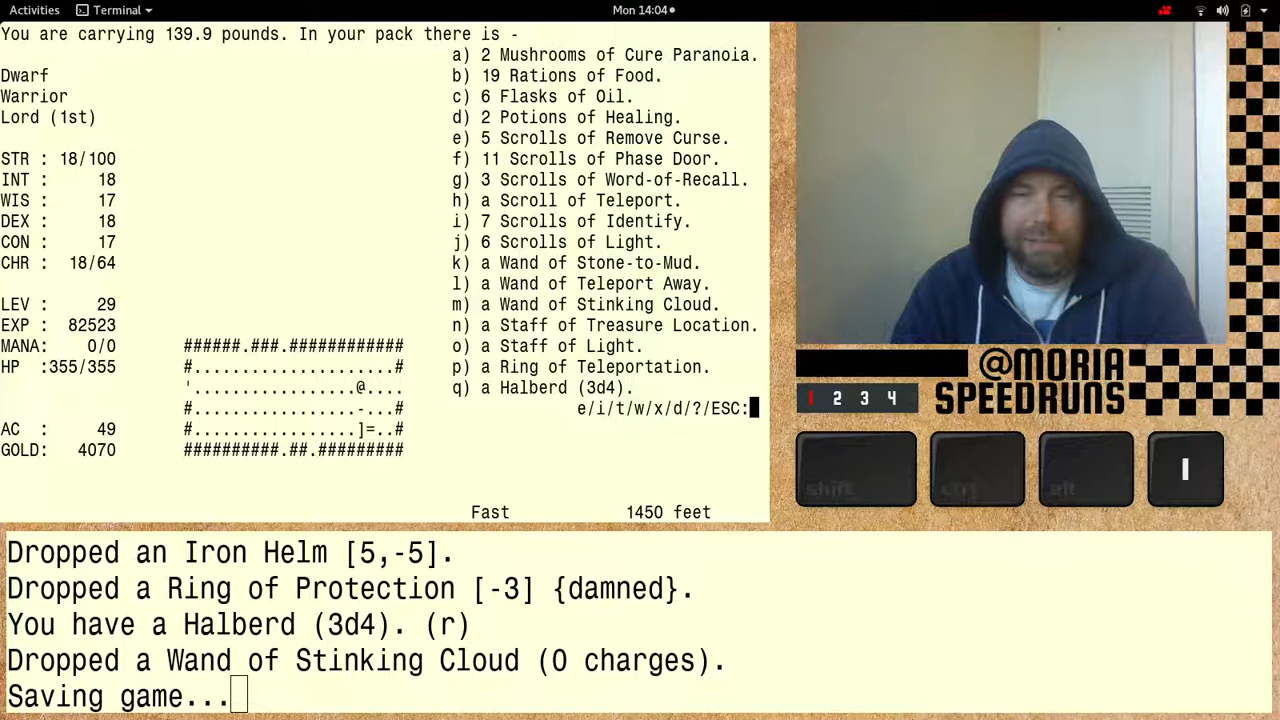 Activities Terminal Mon 14:04
You are carrying 139.9 pounds. In your pack there is -
a) 2 Mushrooms of Cure Paranoia.
Dwarf b) 19 Rations of Food.
Warrior c) 6 Flasks of Oil.
Lord (1st) d) 2 Potions of Healing.
e) 5 Scrolls of Remove Curse.
STR : 18/100 f) 11 Scrolls of Phase Door.
INT : 18 g) 3 Scrolls of Word-of-Recall.
WIS : 17 h) a Scroll of Teleport.
DEX : 18 i) 7 Scrolls of Identify.
CON : 17 j) 6 Scrolls of Light.
CHR : 18/64 k) a Wand of Stone-to-Mud.
l) a Wand of Teleport Away.
LEV : 29 m) a Wand of Stinking Cloud.
EXP : 82523 n) a Staff of Treasure Location.
MANA: 0/0 ######.###.############ o) a Staff of Light.
HP :355/355 #.....................# p) a Ring of Teleportation.
'................@.... q) a Halberd (3d4).
#................-...# e/i/t/w/x/d/?/ESC:
AC : 49 #................]=..#
GOLD: 4070 ##########.##.#########
Fast 1450 feet
@MORIA
SPEEDRUNS
1 2 3 4
shift ctrl alt I
Dropped an Iron Helm [5,-5].
Dropped a Ring of Protection [-3] {damned}.
You have a Halberd (3d4). (r)
Dropped a Wand of Stinking Cloud (0 charges).
Saving game...